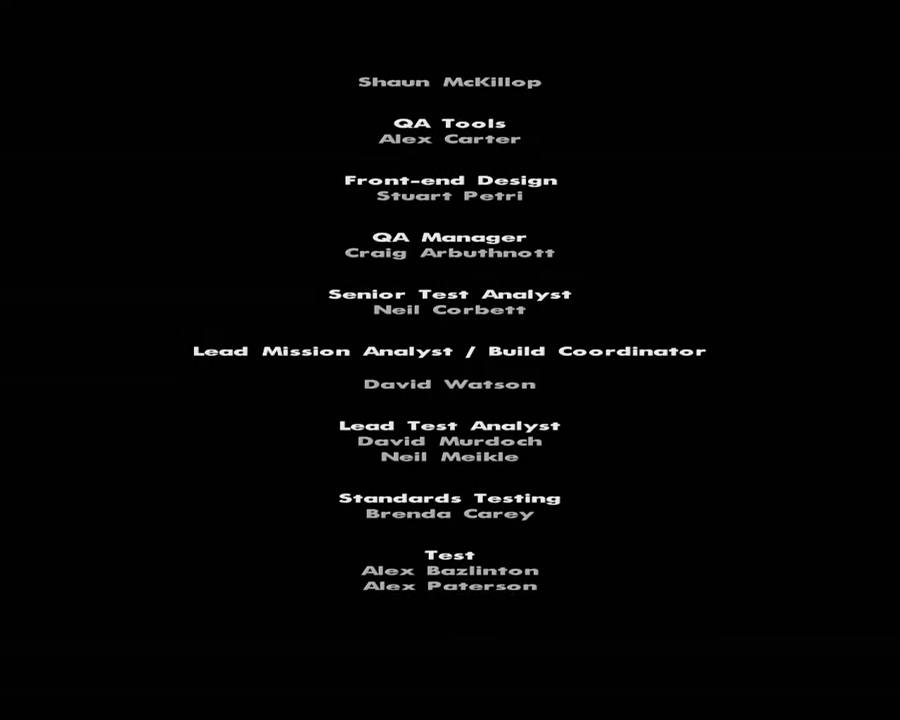 Shaun McKillop
QA Tools
Alex Carter
Front-end Design
Stuart Petri
QA Manager
Craig Arbuthnott
Senior Test Analyst
Neil Corbett
Lead Mission Analyst / Build Coordinator
David Watson
Lead Test Analyst
David Murdoch
Neil Meikle
Standards Testing
Brenda Carey
Test
Alex Bazlinton
Alex Paterson